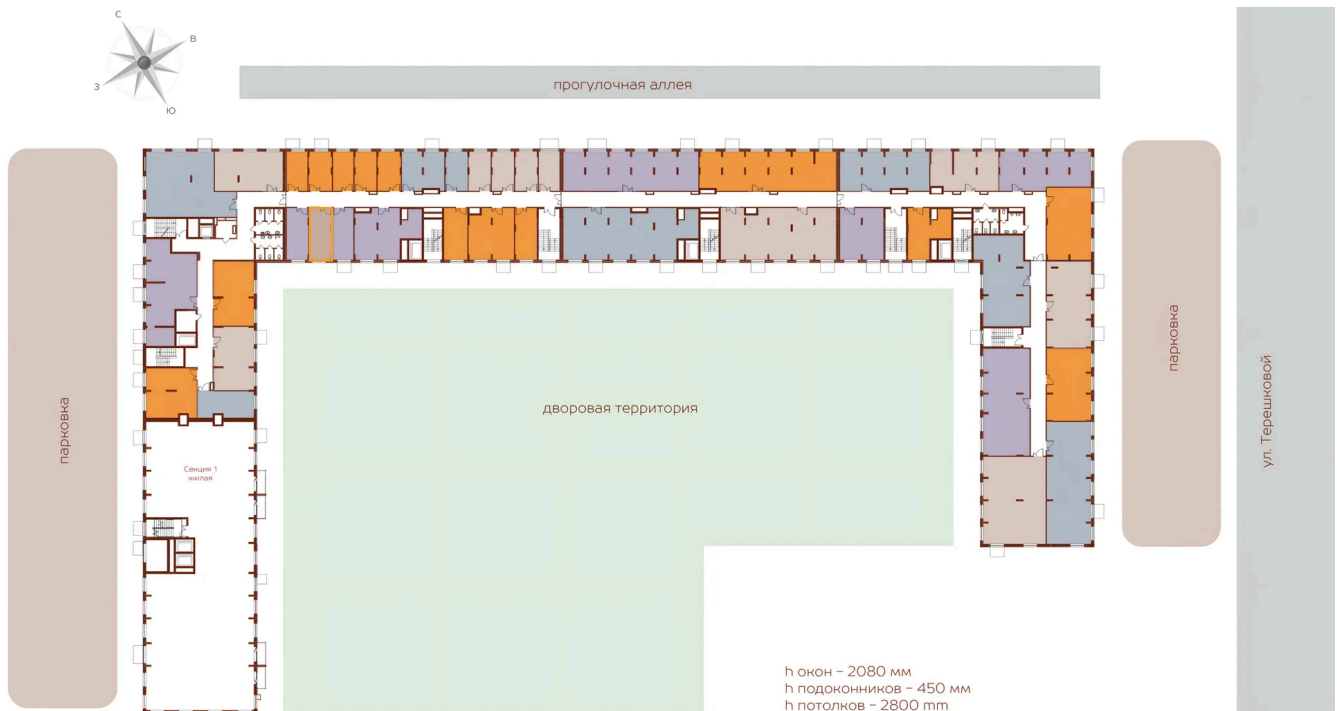 С
В
З
Ю
прогулочная аллея
парковка
парковка
ул. Терешковой
дворовая территория
Секция 1
жилая
h окон – 2080 мм
h подоконников – 450 мм
h потолков – 2800 mm